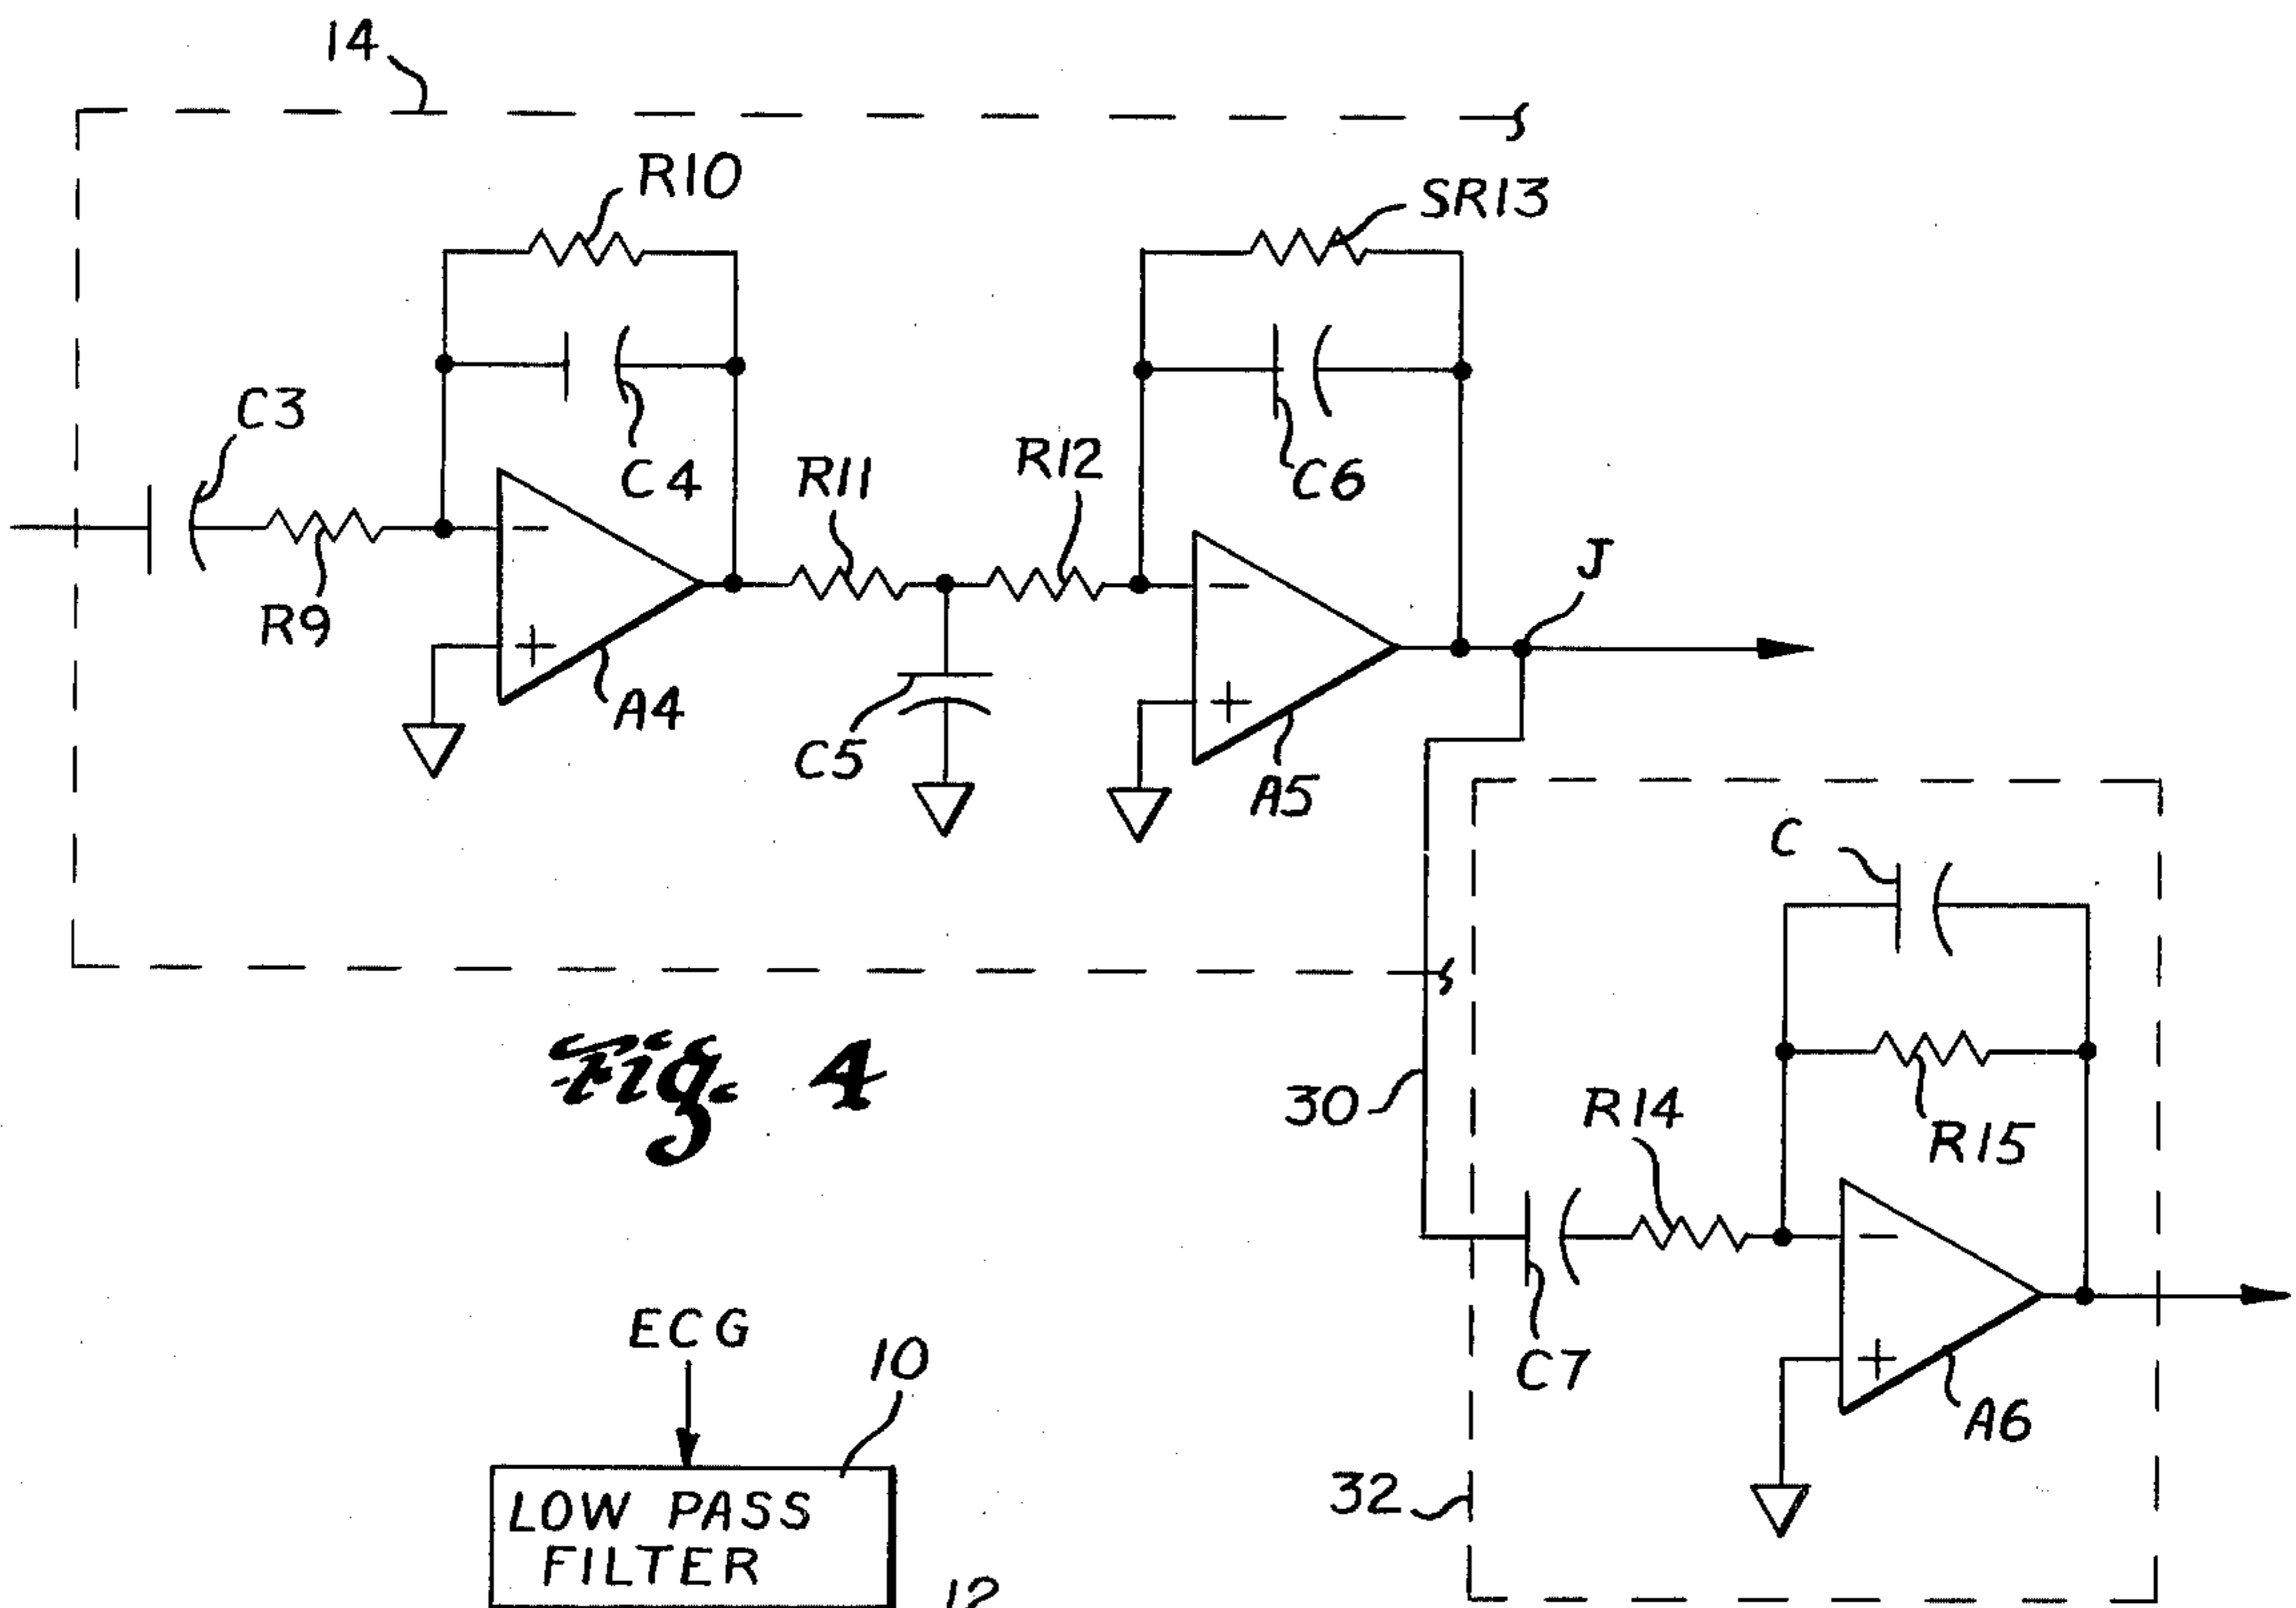 14
R10
SR13
C3
C4
R11
R12
C6
J
R9
−
−
+
+
A4
C5
A5
C
Fig. 4
30
R14
R15
−
ECG
10
C7
+
A6
32
LOW PASS
FILTER
12